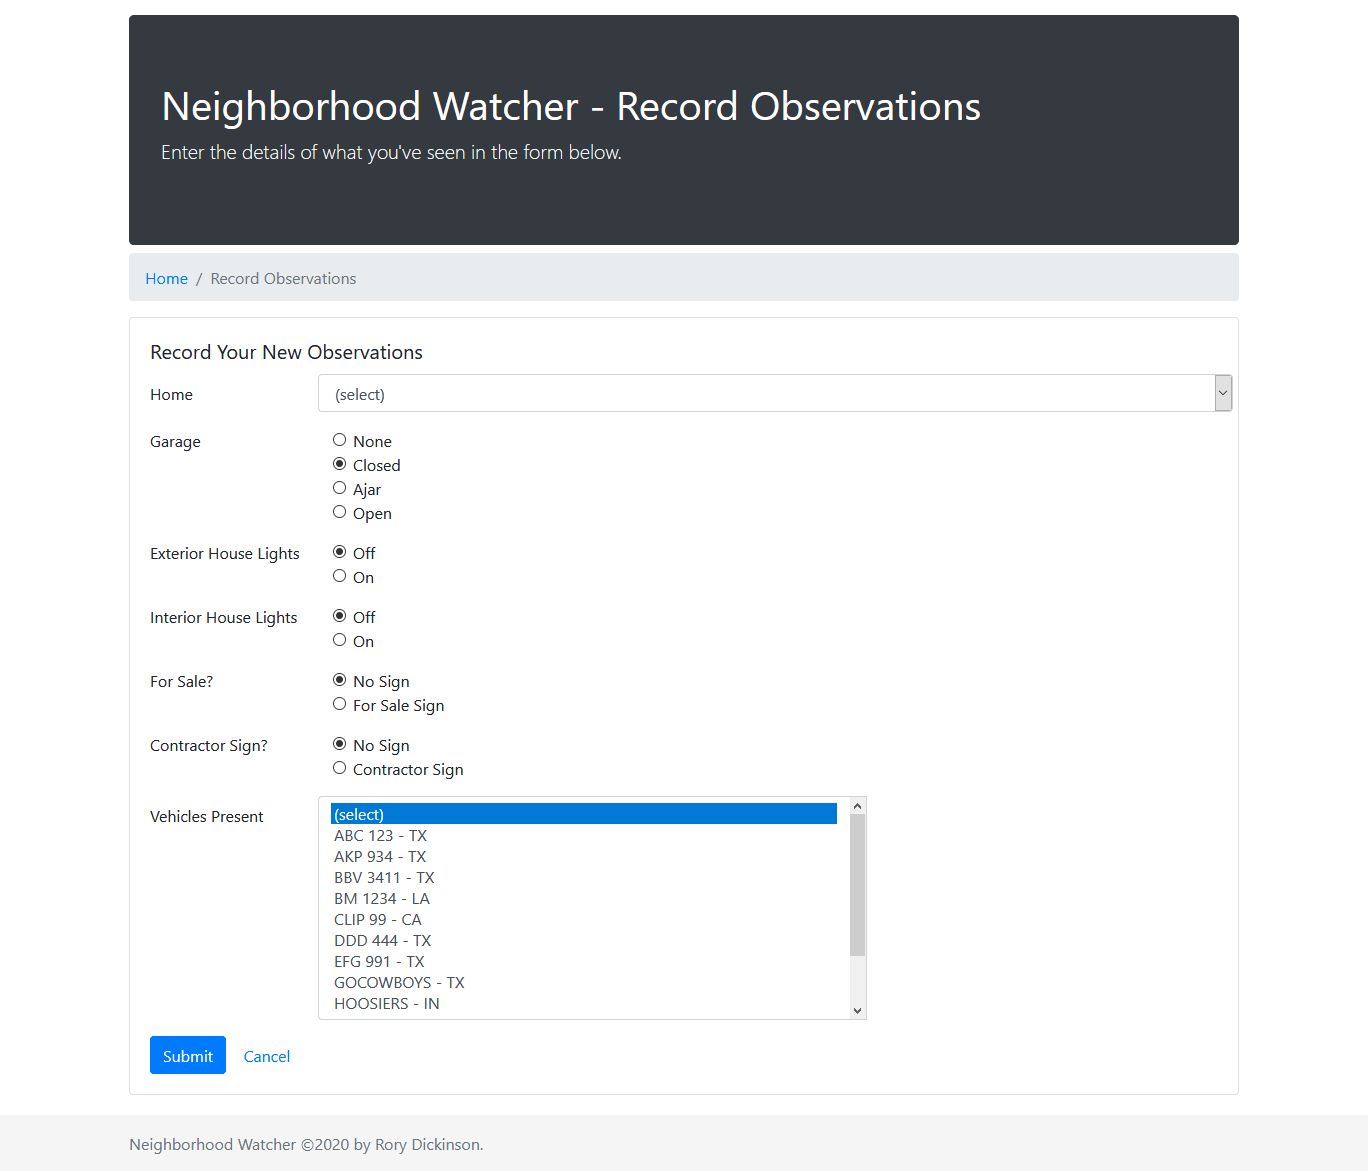 Neighborhood Watcher - Record Observations
Enter the details of what you've seen in the form below.
Home / Record Observations
Record Your New Observations
Home (select)
Garage None
Closed
Ajar
Open
Exterior House Lights Off
On
Interior House Lights Off
On
For Sale? No Sign
For Sale Sign
Contractor Sign? No Sign
Contractor Sign
Vehicles Present (select)
ABC 123 - TX
AKP 934 - TX
BBV 3411 - TX
BM 1234 - LA
CLIP 99 - CA
DDD 444 - TX
EFG 991 - TX
GOCOWBOYS - TX
HOOSIERS - IN
Submit Cancel
Neighborhood Watcher ©2020 by Rory Dickinson.